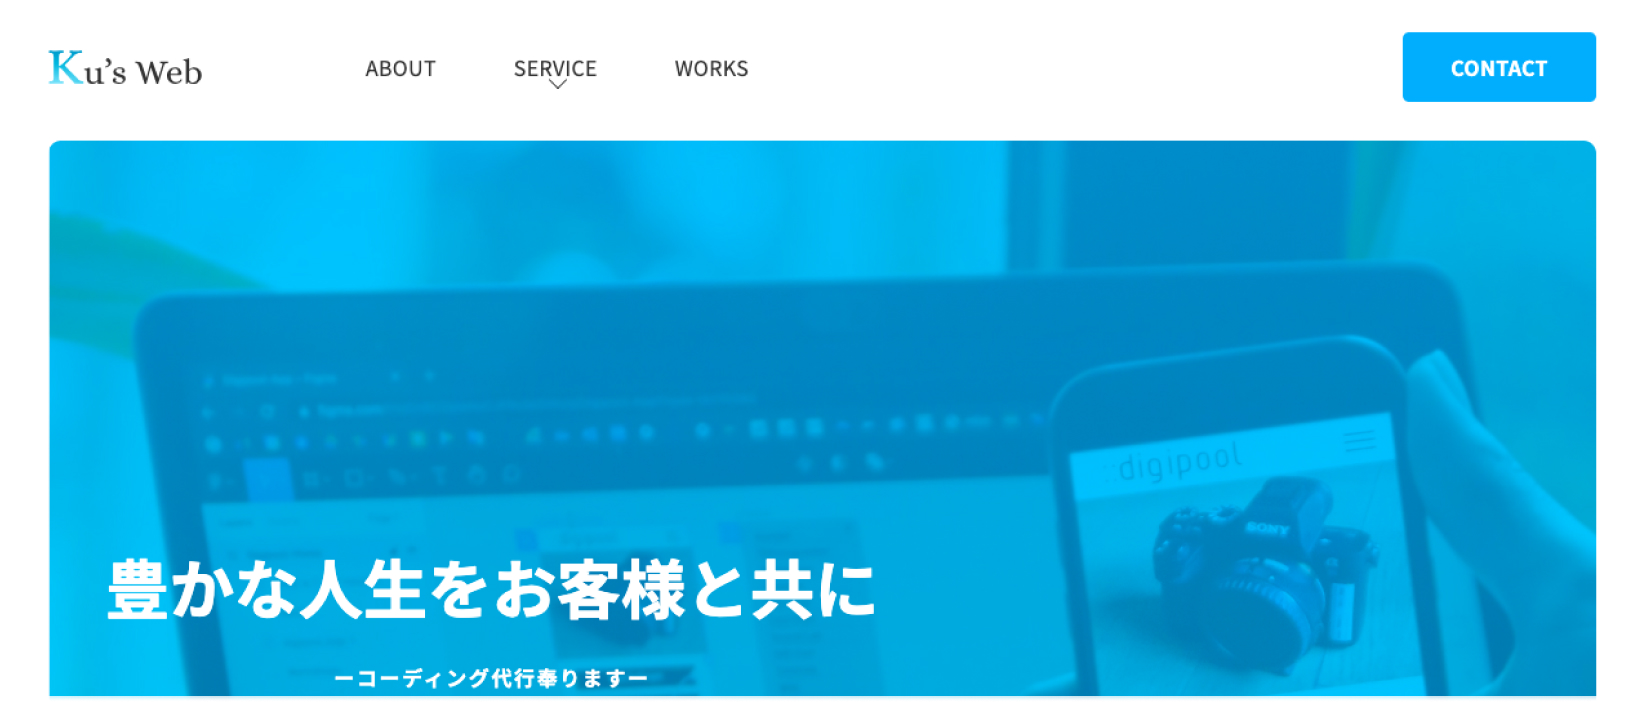 Ku's Web
ABOUT
SERVICE
WORKS
CONTACT
digipool
SONY
豊かな人生をお客様と共に
ーコーディング代行奉りますー